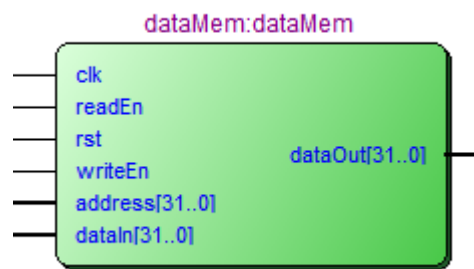 dataMem:dataMem
clk
readEn
rst
writeEn
dataOut[31..0]
address[31..0]
dataIn[31..0]